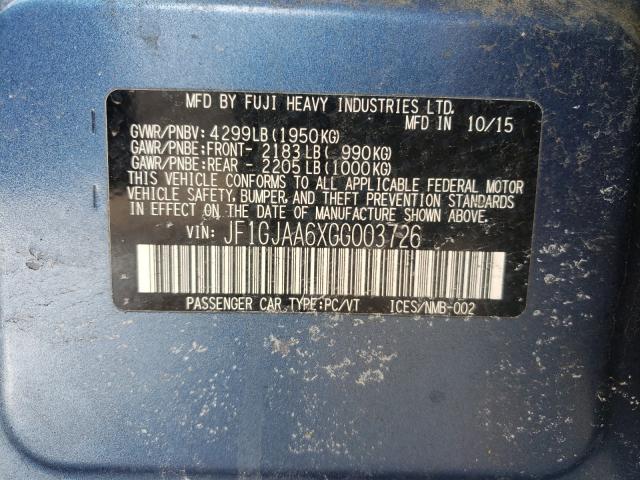 MFD BY FUJI HEAVY INDUSTRIES LTD.
MFD IN 10/15
GVWR/PNBV: 4299LB(1950KG)
GAWR/PNBE:FRONT- 2183LB( 990KG)
GAWR/PNBE:REAR - 2205LB(1000KG)
THIS VEHICLE CONFORMS TO ALL APPLICABLE FEDERAL MOTOR
VEHICLE SAFETY, BUMPER, AND THEFT PREVENTION STANDARDS
IN EFFECT ON THE DATE OF MANUFACTURE SHOWN ABOVE.
VIN: JF1GJAA6XGG003726
PASSENGER CAR TYPE:PC/VT ICES/NMB-002